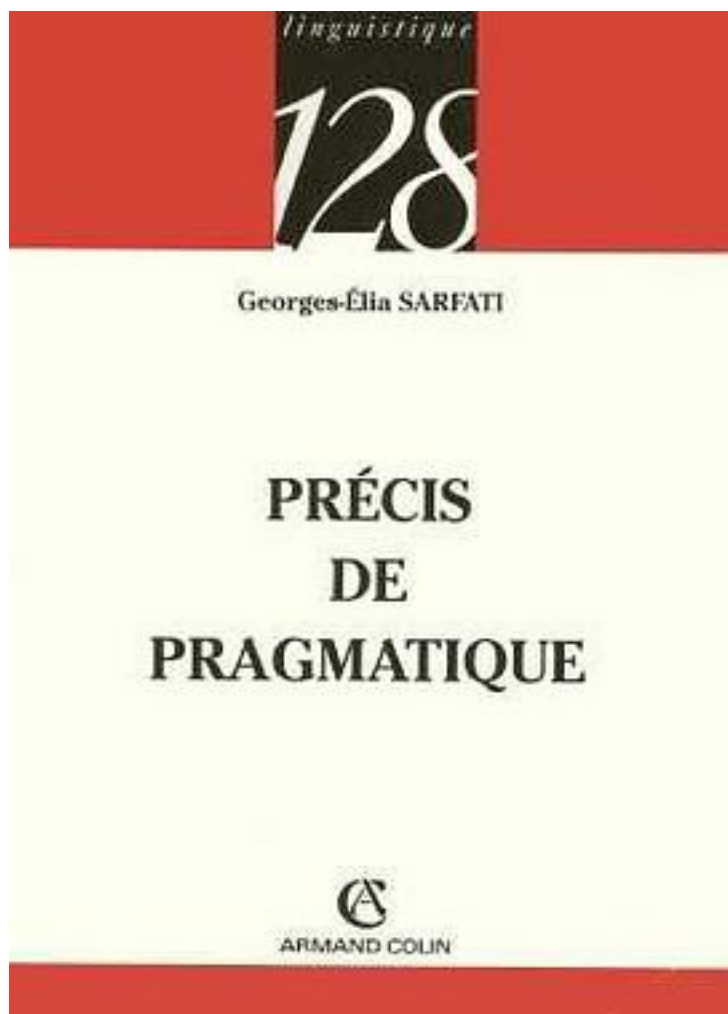 linguistique
128
Georges-Élia SARFATI
PRÉCIS
DE
PRAGMATIQUE
AC
ARMAND COLIN